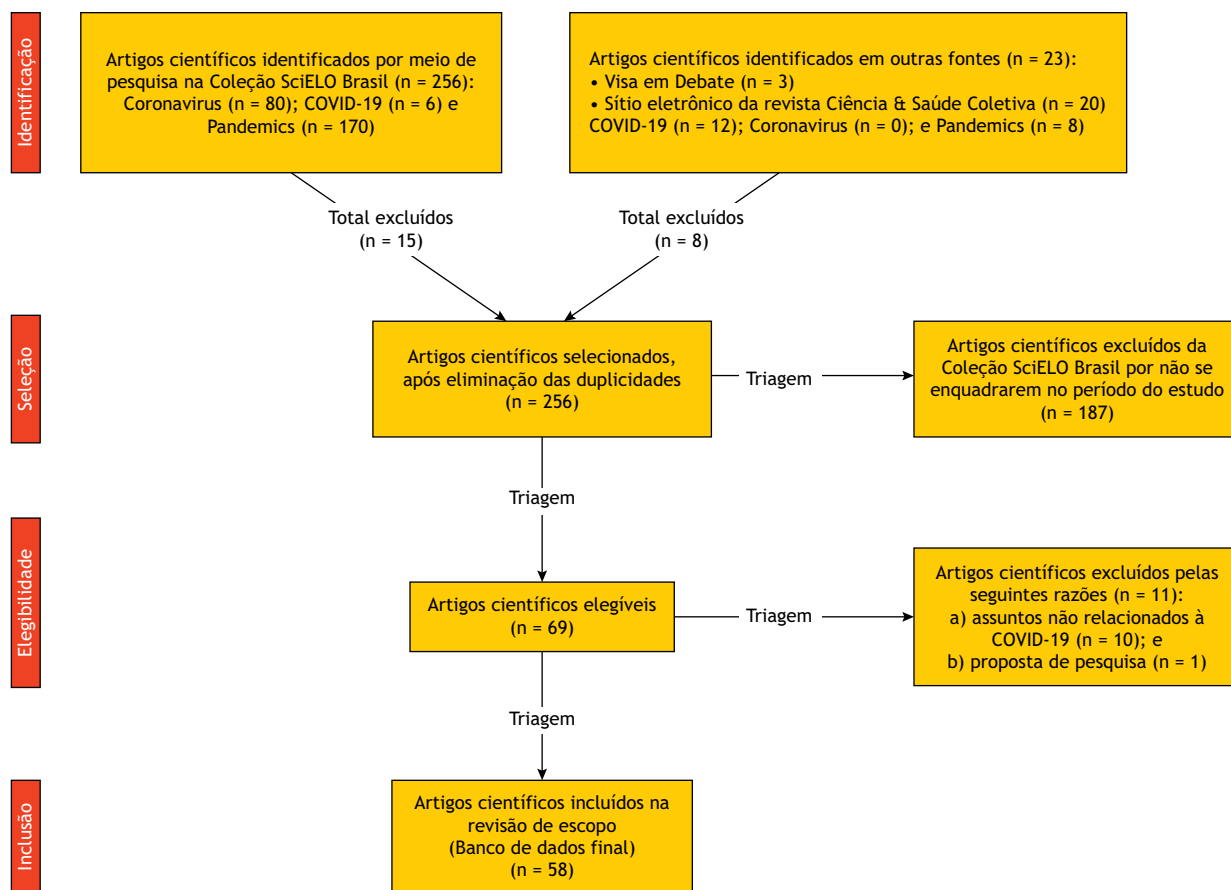 Identificação
Artigos científicos identificados por meio de
pesquisa na Coleção SciELO Brasil (n = 256):
Coronavirus (n = 80); COVID-19 (n = 6) e
Pandemics (n = 170)
Artigos científicos identificados em outras fontes (n = 23):
• Visa em Debate (n = 3)
• Sítio eletrônico da revista Ciência & Saúde Coletiva (n = 20)
COVID-19 (n = 12); Coronavirus (n = 0); e Pandemics (n = 8)
Total excluídos
(n = 15)
Total excluídos
(n = 8)
Seleção
Artigos científicos selecionados,
após eliminação das duplicidades
(n = 256)
Triagem
Artigos científicos excluídos da
Coleção SciELO Brasil por não se
enquadrarem no período do estudo
(n = 187)
Triagem
Elegibilidade
Artigos científicos elegíveis
(n = 69)
Triagem
Artigos científicos excluídos pelas
seguintes razões (n = 11):
a) assuntos não relacionados à
COVID-19 (n = 10); e
b) proposta de pesquisa (n = 1)
Triagem
Inclusão
Artigos científicos incluídos na
revisão de escopo
(Banco de dados final)
(n = 58)